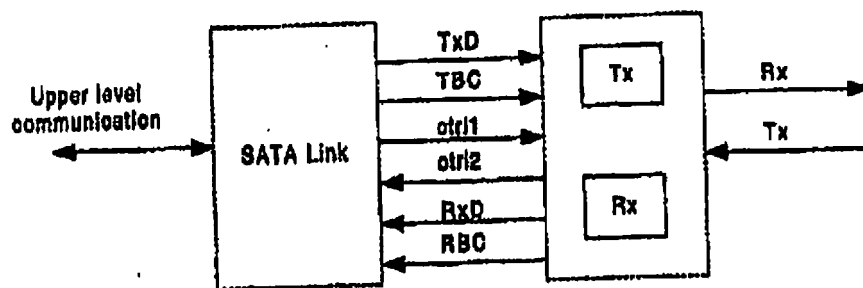 Upper level
communication
SATA Link
TxD
TBC
ctrl1
ctrl2
RxD
RBC
Tx
Rx
Rx
Tx